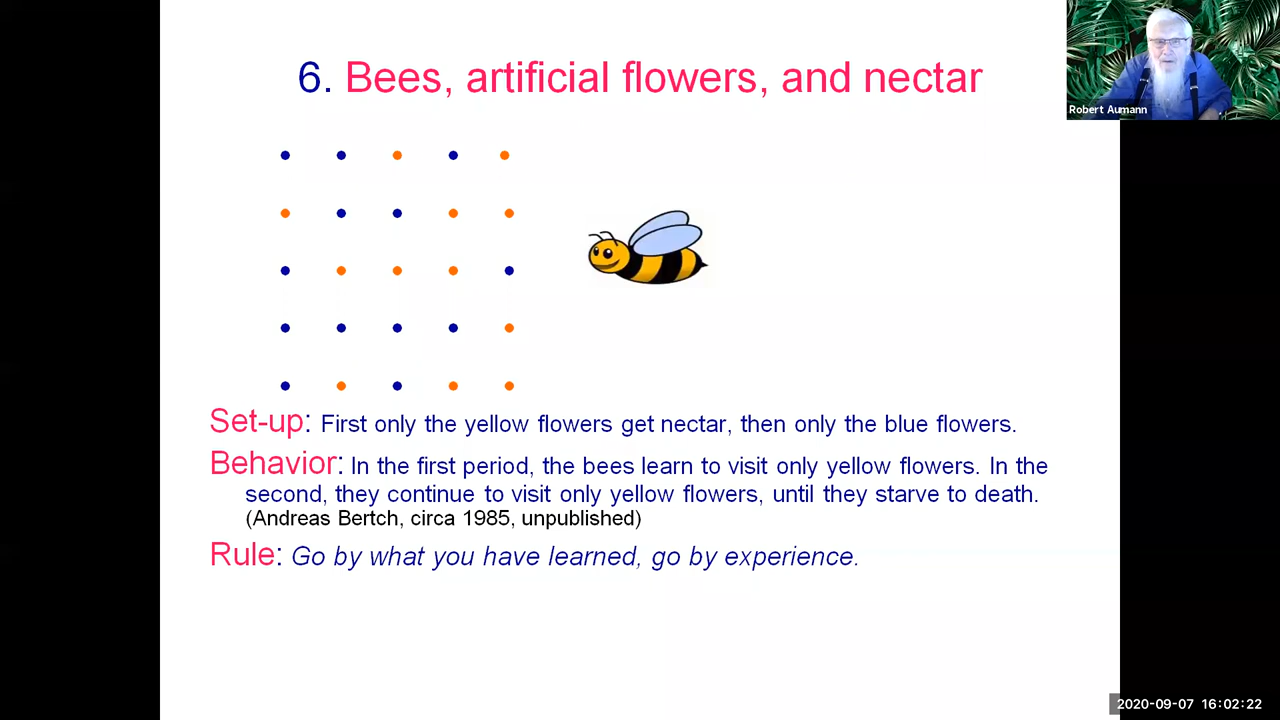 6. Bees, artificial flowers, and nectar
Robert Aumann
Set-up: First only the yellow flowers get nectar, then only the blue flowers.
Behavior: In the first period, the bees learn to visit only yellow flowers. In the
second, they continue to visit only yellow flowers, until they starve to death.
(Andreas Bertch, circa 1985, unpublished)
Rule: Go by what you have learned, go by experience.
2020-09-07 16:02:22